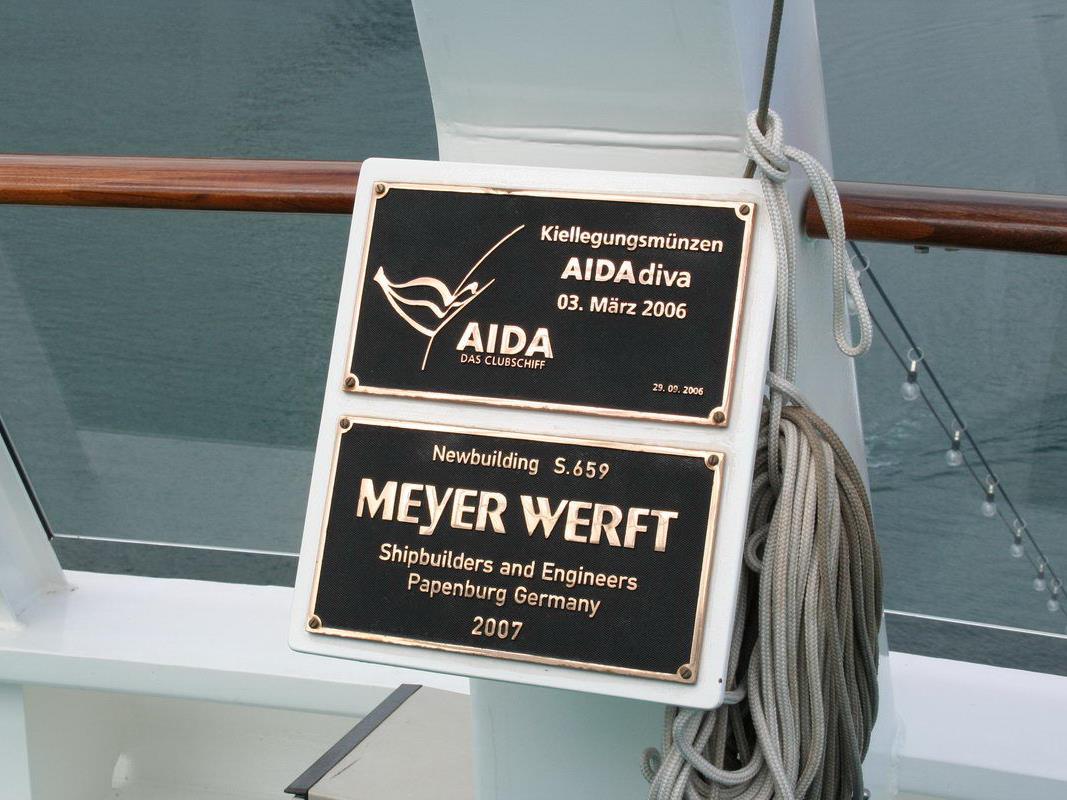 Kiellegungsmünzen
AIDAdiva
03. März 2006
AIDA
DAS CLUBSCHIFF
29. 09. 2006
Newbuilding S.659
MEYER WERFT
Shipbuilders and Engineers
Papenburg Germany
2007